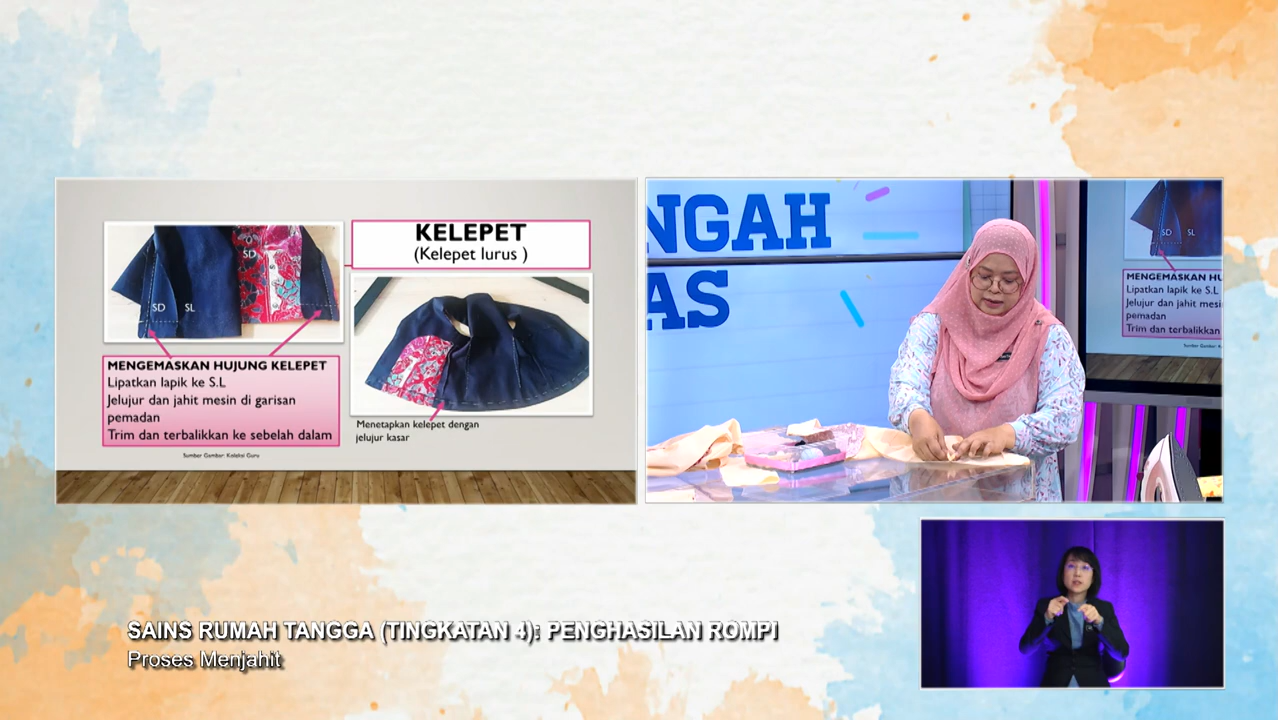 KELEPET
(Kelepet lurus )
SD
SD
SL
MENGEMASKAN HUJUNG KELEPET
Lipatkan lapik ke S.L
Jelujur dan jahit mesin di garisan
pemadan
Trim dan terbalikkan ke sebelah dalam
Menetapkan kelepet dengan
jelujur kasar
Sumber Gambar: Koleksi Guru
NGAH
AS
SD
SL
MENGEMASKAN HU
Lipatkan lapik ke S.L
Jelujur dan jahit mesi
pemadan
Trim dan terbalikkan
SAINS RUMAH TANGGA (TINGKATAN 4): PENGHASILAN ROMPI
Proses Menjahit